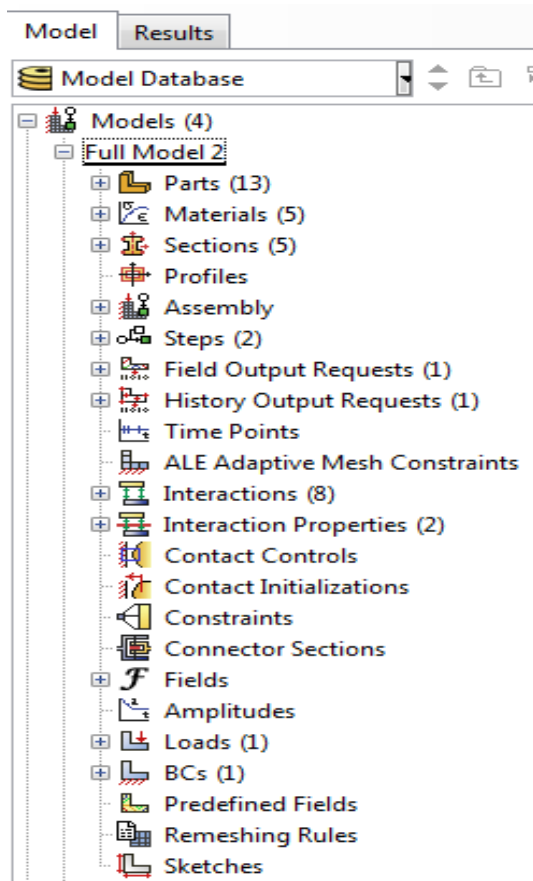 Model Results
Model Database
Models (4)
Full Model 2
Parts (13)
Materials (5)
Sections (5)
Profiles
Assembly
Steps (2)
Field Output Requests (1)
History Output Requests (1)
Time Points
ALE Adaptive Mesh Constraints
Interactions (8)
Interaction Properties (2)
Contact Controls
Contact Initializations
Constraints
Connector Sections
Fields
Amplitudes
Loads (1)
BCs (1)
Predefined Fields
Remeshing Rules
Sketches